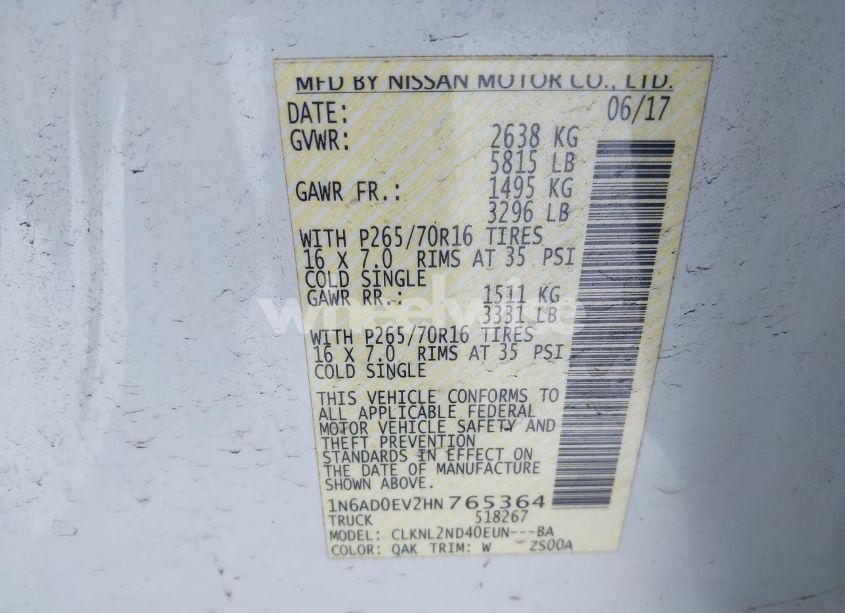 MFD BY NISSAN MOTOR CO., LTD.
DATE: 06/17
GVWR: 2638 KG
5815 LB
GAWR FR.: 1495 KG
3296 LB
WITH P265/70R16 TIRES
16 X 7.0 RIMS AT 35 PSI
COLD SINGLE
GAWR RR.: 1511 KG
3331 LB
WITH P265/70R16 TIRES
16 X 7.0 RIMS AT 35 PSI
COLD SINGLE
THIS VEHICLE CONFORMS TO
ALL APPLICABLE FEDERAL
MOTOR VEHICLE SAFETY AND
THEFT PREVENTION
STANDARDS IN EFFECT ON
THE DATE OF MANUFACTURE
SHOWN ABOVE.
1N6AD0EV2HN765364
TRUCK 518267
MODEL: CLKNL2ND40EUN---BA
COLOR: QAK TRIM: W 2S00A